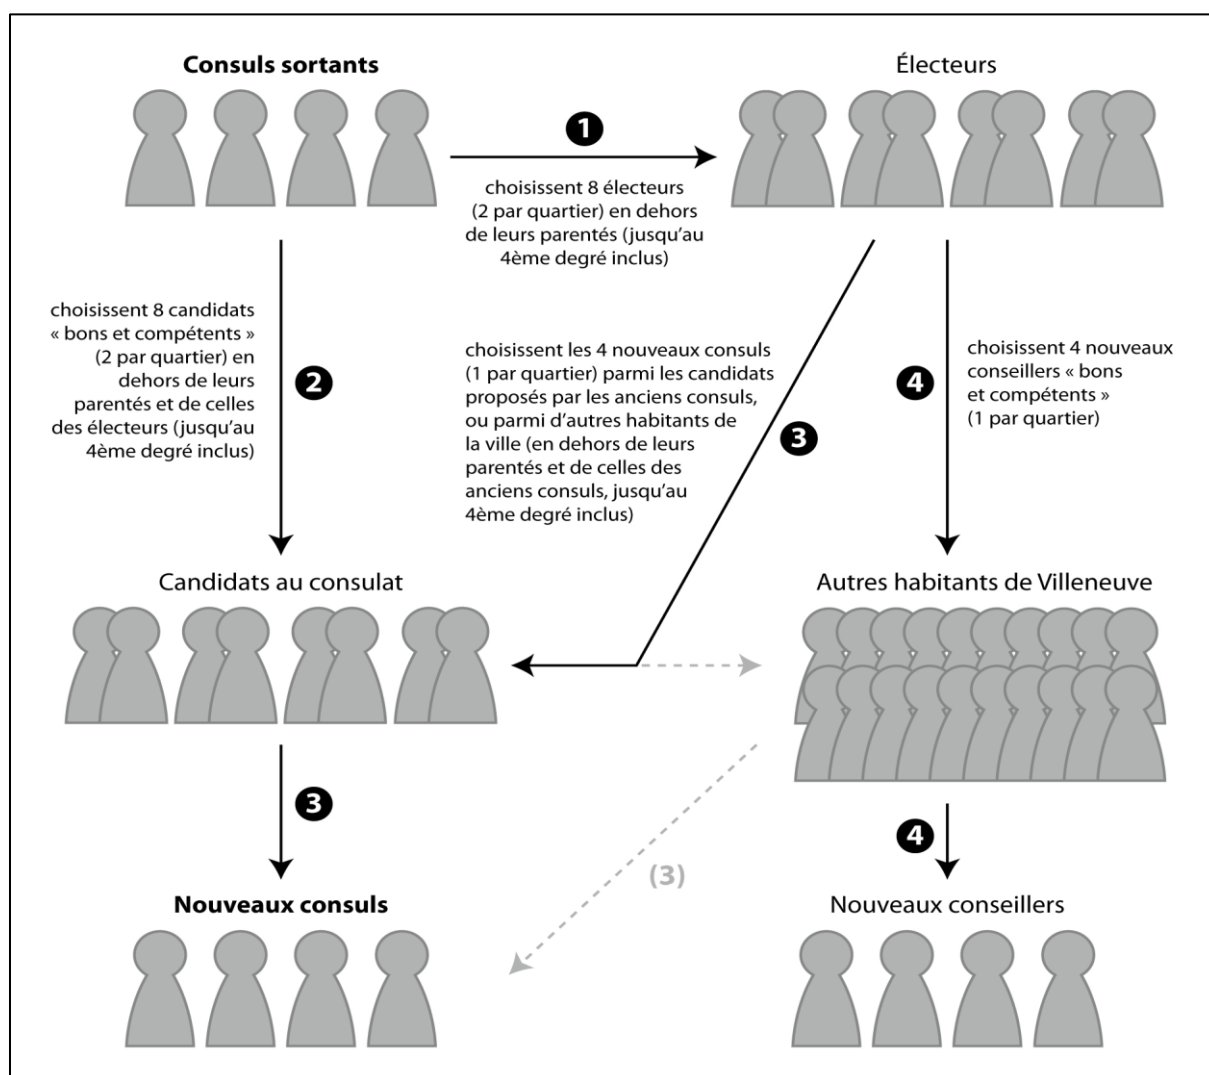 Consuls sortants
Électeurs
1
choisissent 8 électeurs
(2 par quartier) en dehors
de leurs parentés (jusqu'au
4ème degré inclus)
choisissent 8 candidats
« bons et compétents »
(2 par quartier) en
dehors de leurs
parentés et de celles
des électeurs (jusqu'au
4ème degré inclus)
2
choisissent les 4 nouveaux consuls
(1 par quartier) parmi les candidats
proposés par les anciens consuls,
ou parmi d'autres habitants de
la ville (en dehors de leurs
parentés et de celles des
anciens consuls, jusqu'au
4ème degré inclus)
3
4
choisissent 4 nouveaux
conseillers « bons
et compétents »
(1 par quartier)
Candidats au consulat
Autres habitants de Villeneuve
3
(3)
4
Nouveaux consuls
Nouveaux conseillers